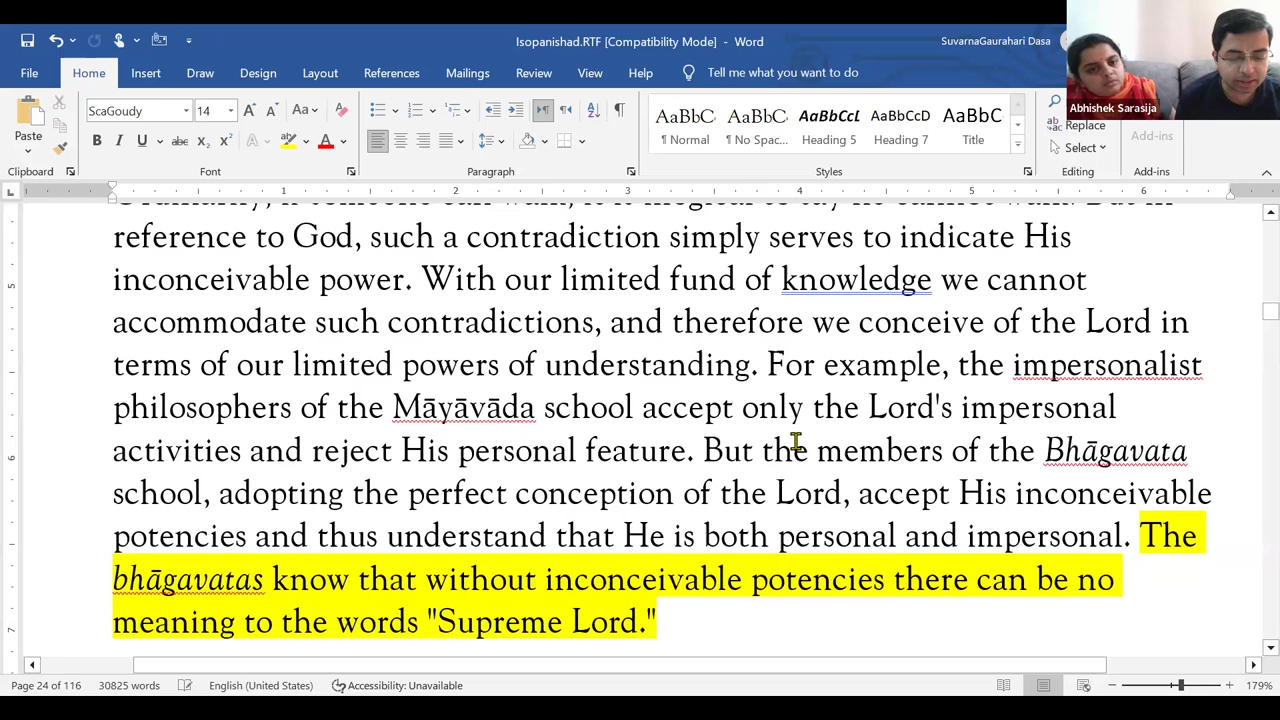 Isopanishad.RTF [Compatibility Mode] - Word
SuvarnaGaurahari Dasa
File Home Insert Draw Design Layout References Mailings Review View Help Tell me what you want to do
Abhishek Sarasija
ScaGoudy 14
Paste
AaBbC AaBbC AaBbCcL AaBbCcD AaBbC
Replace
Add-ins
¶ Normal ¶ No Spac... Heading 5 Heading 7 Title
Select
Clipboard Font Paragraph Styles Editing Add-ins
1 2 3 4 5 6 7
reference to God, such a contradiction simply serves to indicate His
inconceivable power. With our limited fund of knowledge we cannot
accommodate such contradictions, and therefore we conceive of the Lord in
terms of our limited powers of understanding. For example, the impersonalist
philosophers of the Māyāvāda school accept only the Lord's impersonal
activities and reject His personal feature. But the members of the Bhāgavata
school, adopting the perfect conception of the Lord, accept His inconceivable
potencies and thus understand that He is both personal and impersonal. The
bhāgavatas know that without inconceivable potencies there can be no
meaning to the words "Supreme Lord."
Page 24 of 116 30825 words English (United States) Accessibility: Unavailable 179%